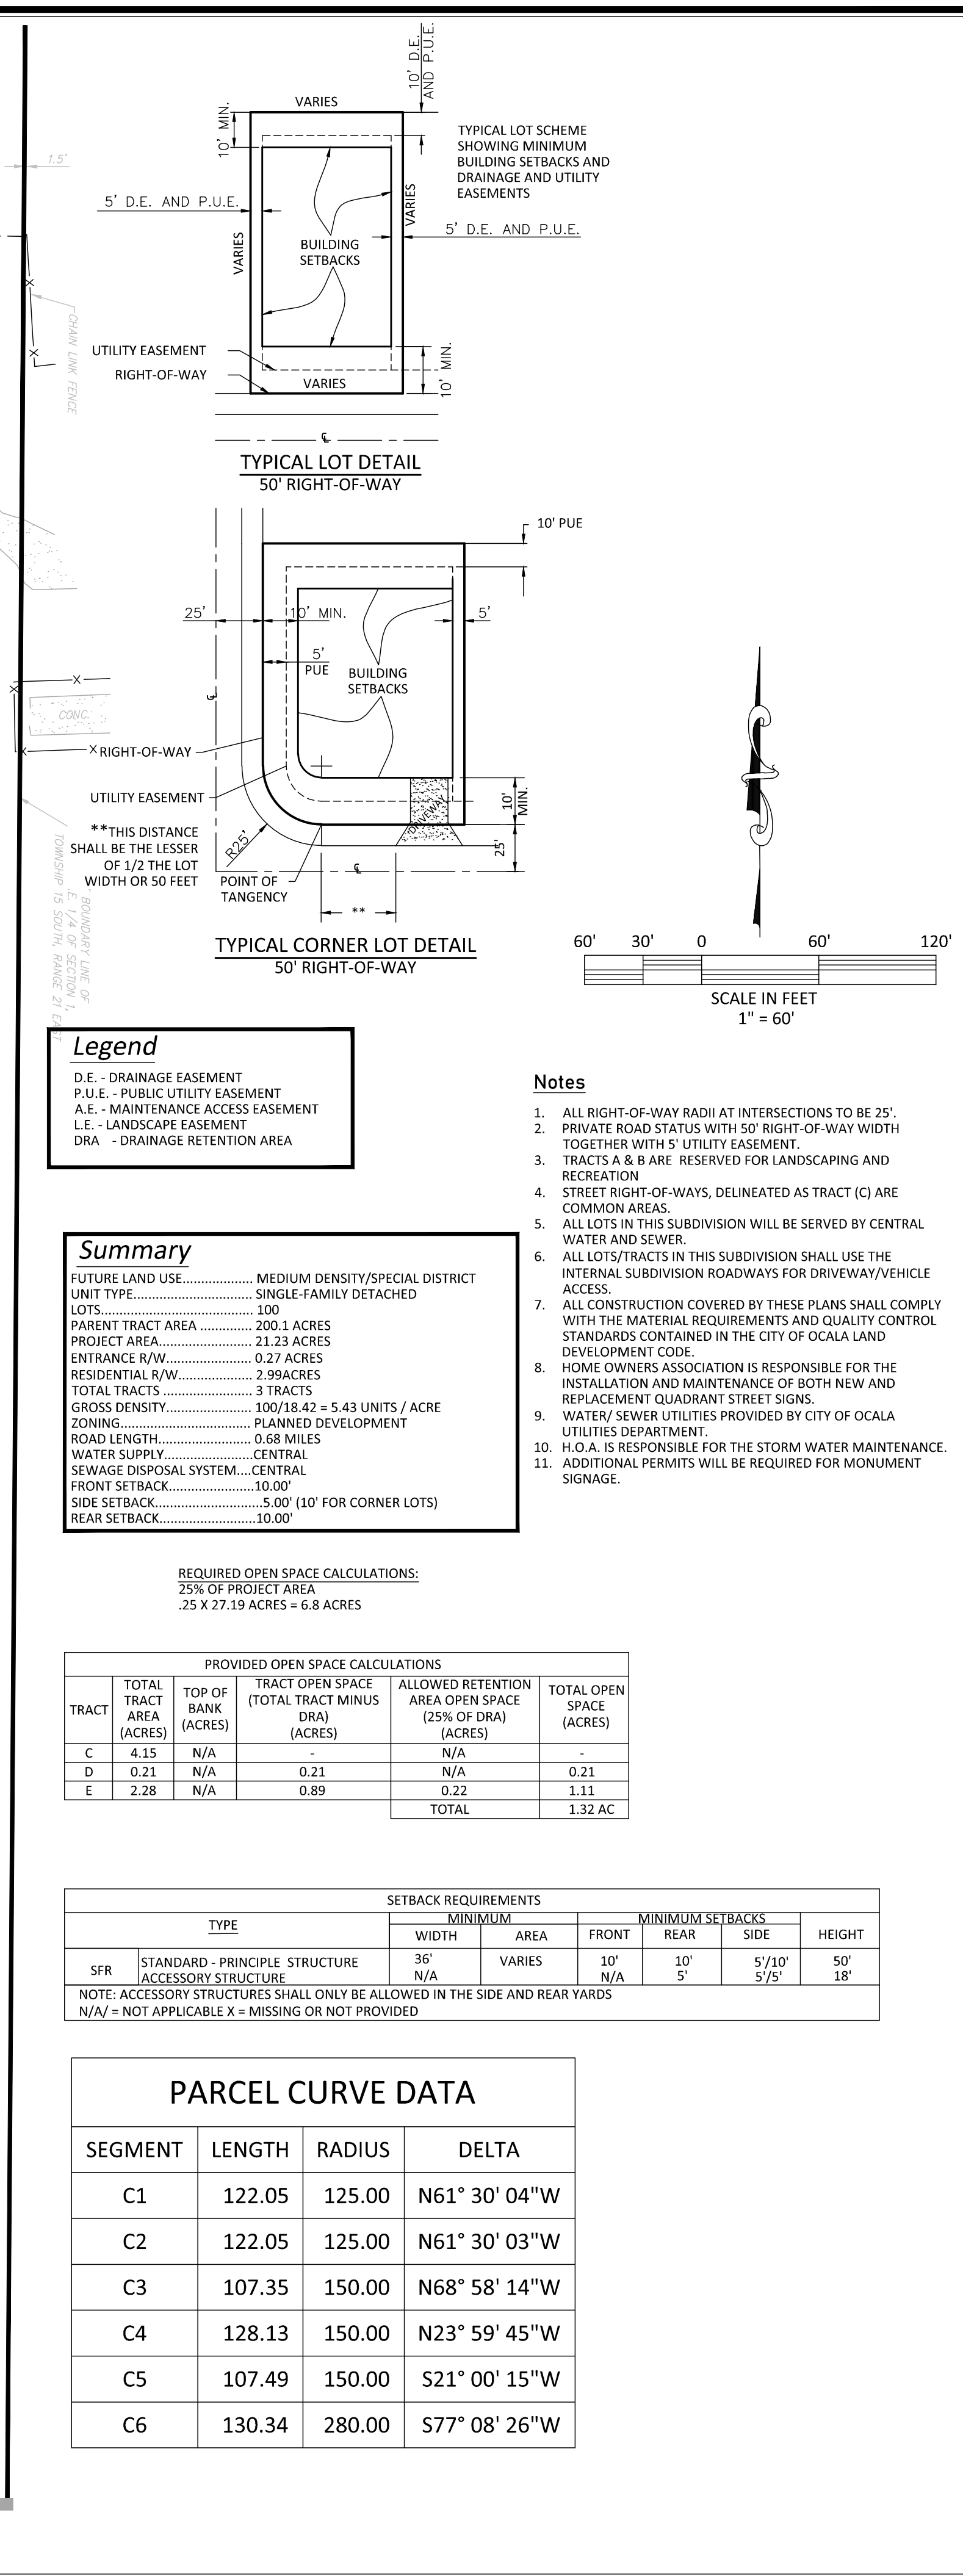 10' D.E.
AND P.U.E.
VARIES
10' MIN.
TYPICAL LOT SCHEME
SHOWING MINIMUM
BUILDING SETBACKS AND
DRAINAGE AND UTILITY
EASEMENTS
1.5'
5' D.E. AND P.U.E.
VARIES
5' D.E. AND P.U.E.
VARIES
BUILDING
SETBACKS
CHAIN LINK FENCE
UTILITY EASEMENT
RIGHT-OF-WAY
VARIES
10' MIN.
TYPICAL LOT DETAIL
50' RIGHT-OF-WAY
10' PUE
25'
10' MIN.
5'
5'
PUE
BUILDING
SETBACKS
CONC.
RIGHT-OF-WAY
UTILITY EASEMENT
DRIVEWAY
10'
MIN.
**THIS DISTANCE
SHALL BE THE LESSER
OF 1/2 THE LOT
WIDTH OR 50 FEET
R25'
25'
POINT OF
TANGENCY
**
BOUNDARY LINE OF
.E. 1/4 OF SECTION 1,
TOWNSHIP 15 SOUTH, RANGE 21 EAST
TYPICAL CORNER LOT DETAIL
50' RIGHT-OF-WAY
60' 30' 0 60' 120'
SCALE IN FEET
1" = 60'
Legend
D.E. - DRAINAGE EASEMENT
P.U.E. - PUBLIC UTILITY EASEMENT
A.E. - MAINTENANCE ACCESS EASEMENT
L.E. - LANDSCAPE EASEMENT
DRA - DRAINAGE RETENTION AREA
Notes
1. ALL RIGHT-OF-WAY RADII AT INTERSECTIONS TO BE 25'.
2. PRIVATE ROAD STATUS WITH 50' RIGHT-OF-WAY WIDTH
TOGETHER WITH 5' UTILITY EASEMENT.
3. TRACTS A & B ARE RESERVED FOR LANDSCAPING AND
RECREATION
4. STREET RIGHT-OF-WAYS, DELINEATED AS TRACT (C) ARE
COMMON AREAS.
5. ALL LOTS IN THIS SUBDIVISION WILL BE SERVED BY CENTRAL
WATER AND SEWER.
6. ALL LOTS/TRACTS IN THIS SUBDIVISION SHALL USE THE
INTERNAL SUBDIVISION ROADWAYS FOR DRIVEWAY/VEHICLE
ACCESS.
7. ALL CONSTRUCTION COVERED BY THESE PLANS SHALL COMPLY
WITH THE MATERIAL REQUIREMENTS AND QUALITY CONTROL
STANDARDS CONTAINED IN THE CITY OF OCALA LAND
DEVELOPMENT CODE.
8. HOME OWNERS ASSOCIATION IS RESPONSIBLE FOR THE
INSTALLATION AND MAINTENANCE OF BOTH NEW AND
REPLACEMENT QUADRANT STREET SIGNS.
9. WATER/ SEWER UTILITIES PROVIDED BY CITY OF OCALA
UTILITIES DEPARTMENT.
10. H.O.A. IS RESPONSIBLE FOR THE STORM WATER MAINTENANCE.
11. ADDITIONAL PERMITS WILL BE REQUIRED FOR MONUMENT
SIGNAGE.
Summary
FUTURE LAND USE................... MEDIUM DENSITY/SPECIAL DISTRICT
UNIT TYPE................................ SINGLE-FAMILY DETACHED
LOTS......................................... 100
PARENT TRACT AREA .............. 200.1 ACRES
PROJECT AREA......................... 21.23 ACRES
ENTRANCE R/W....................... 0.27 ACRES
RESIDENTIAL R/W.................... 2.99ACRES
TOTAL TRACTS ........................ 3 TRACTS
GROSS DENSITY....................... 100/18.42 = 5.43 UNITS / ACRE
ZONING................................... PLANNED DEVELOPMENT
ROAD LENGTH......................... 0.68 MILES
WATER SUPPLY........................CENTRAL
SEWAGE DISPOSAL SYSTEM....CENTRAL
FRONT SETBACK.......................10.00'
SIDE SETBACK.............................5.00' (10' FOR CORNER LOTS)
REAR SETBACK..........................10.00'
REQUIRED OPEN SPACE CALCULATIONS:
25% OF PROJECT AREA
.25 X 27.19 ACRES = 6.8 ACRES
PROVIDED OPEN SPACE CALCULATIONS
TRACT TOTAL TRACT AREA (ACRES) TOP OF BANK (ACRES) TRACT OPEN SPACE (TOTAL TRACT MINUS DRA) (ACRES) ALLOWED RETENTION AREA OPEN SPACE (25% OF DRA) (ACRES) TOTAL OPEN SPACE (ACRES)
C 4.15 N/A - N/A -
D 0.21 N/A 0.21 N/A 0.21
E 2.28 N/A 0.89 0.22 1.11
TOTAL 1.32 AC
SETBACK REQUIREMENTS
TYPE MINIMUM MINIMUM SETBACKS
WIDTH AREA FRONT REAR SIDE HEIGHT
SFR STANDARD - PRINCIPLE STRUCTURE 36' VARIES 10' 10' 5'/10' 50'
ACCESSORY STRUCTURE N/A N/A 5' 5'/5' 18'
NOTE: ACCESSORY STRUCTURES SHALL ONLY BE ALLOWED IN THE SIDE AND REAR YARDS
N/A/ = NOT APPLICABLE X = MISSING OR NOT PROVIDED
PARCEL CURVE DATA
SEGMENT LENGTH RADIUS DELTA
C1 122.05 125.00 N61° 30' 04"W
C2 122.05 125.00 N61° 30' 03"W
C3 107.35 150.00 N68° 58' 14"W
C4 128.13 150.00 N23° 59' 45"W
C5 107.49 150.00 S21° 00' 15"W
C6 130.34 280.00 S77° 08' 26"W